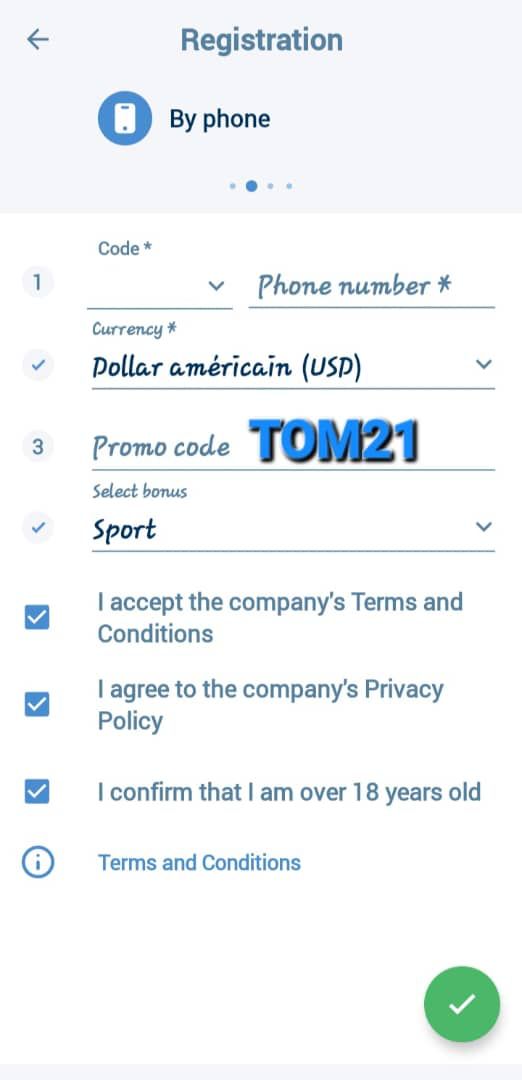 Registration
By phone
Code *
1
Phone number *
Currency *
Dollar américain (USD)
3
Promo code TOM21
Select bonus
Sport
I accept the company's Terms and
Conditions
I agree to the company's Privacy
Policy
I confirm that I am over 18 years old
Terms and Conditions